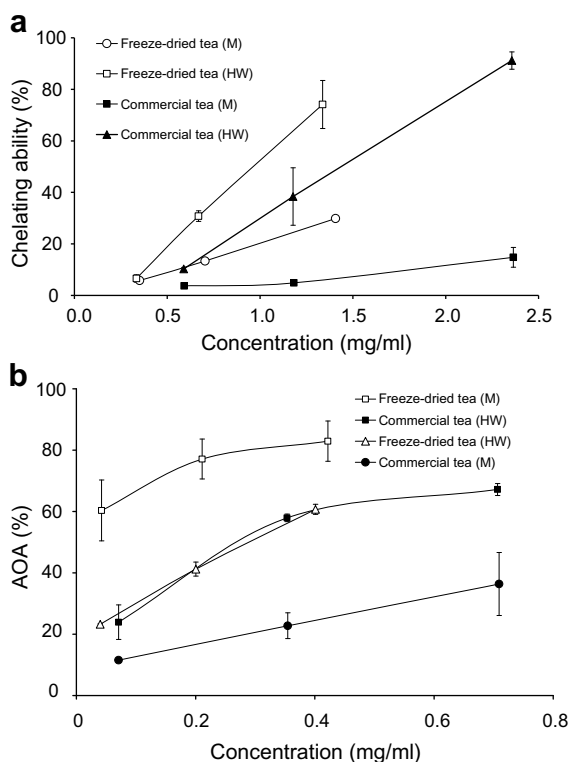 a
100
80
60
40
20
0
Chelating ability (%)
Freeze-dried tea (M)
Freeze-dried tea (HW)
Commercial tea (M)
Commercial tea (HW)
0.0 0.5 1.0 1.5 2.0 2.5
Concentration (mg/ml)
b
100
80
60
40
20
0
AOA (%)
Freeze-dried tea (M)
Commercial tea (HW)
Freeze-dried tea (HW)
Commercial tea (M)
0 0.2 0.4 0.6 0.8
Concentration (mg/ml)